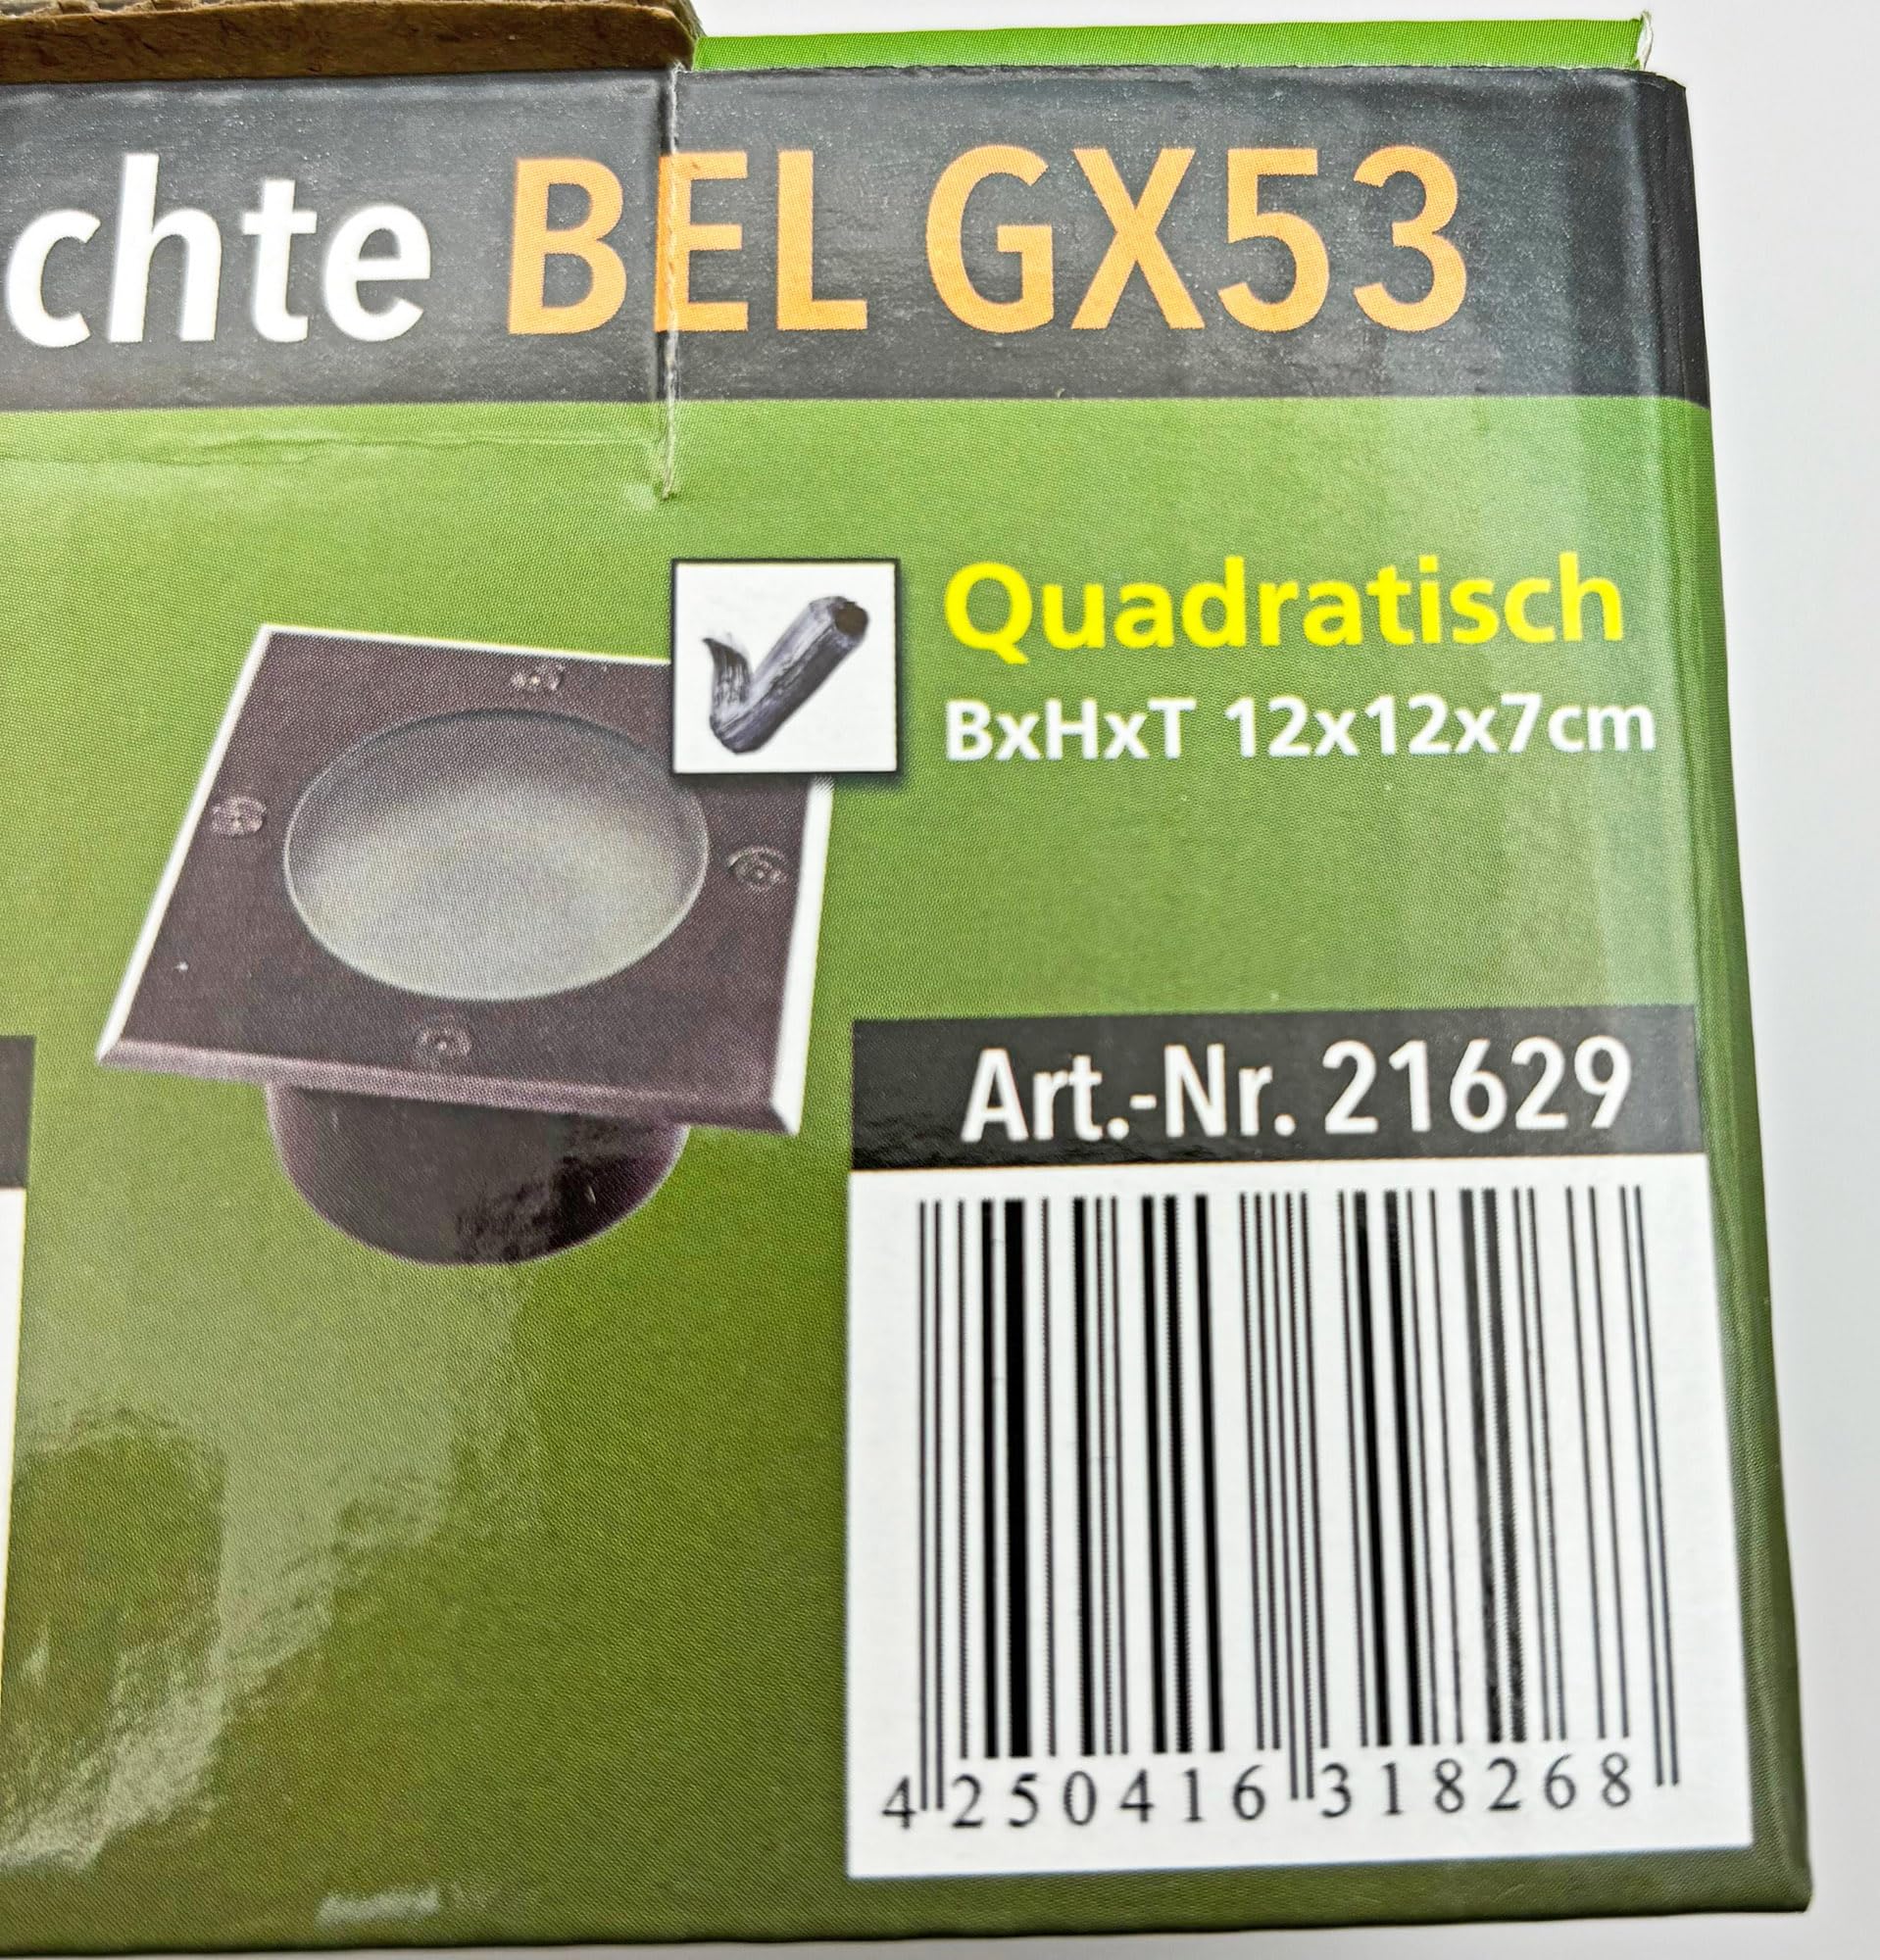 chte BEL GX53
Quadratisch
BxHxT 12x12x7cm
Art.-Nr. 21629
4 250416 318268